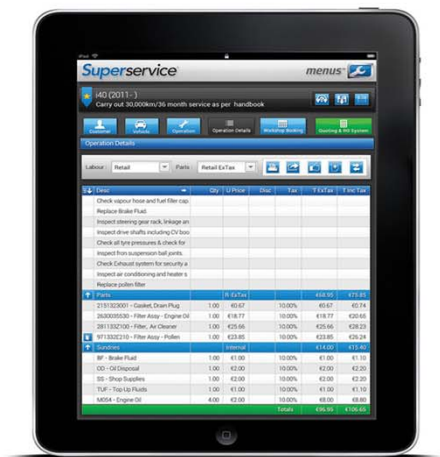 iPad
Superservice menus
i40 (2011- )
Carry out 30,000km/36 month service as per handbook
Customer Vehicle Operation Operation Details Workshop Booking Quoting & Hit System
Operation Details
Labour : Retail Parts : Retail ExTax
Desc Qty U Price Disc Tax T ExTax T Inc Tax
Check vapour hose and fuel filler cap
Replace Brake Fluid
Inspect steering gear rack, linkage an
Inspect drive shafts including CV boo
Check all tyre pressures & check for
Inspect fron suspension ball joints.
Check Exhaust system for security a
Inspect air conditioning and heater s
Replace pollen filter
Parts R-ExTax €68.95 €75.85
2151323001 - Gasket, Drain Plug 1.00 €0.67 10.00% €0.67 €0.74
2630035530 - Filter Assy - Engine Oil 1.00 €18.77 10.00% €18.77 €20.65
281133Z100 - Filter, Air Cleaner 1.00 €25.66 10.00% €25.66 €28.23
971333E210 - Filter Assy - Pollen 1.00 €23.85 10.00% €23.85 €26.24
Sundries Internal €14.00 €15.40
BF - Brake Fluid 1.00 €1.00 10.00% €1.00 €1.10
OD - Oil Disposal 1.00 €2.00 10.00% €2.00 €2.20
SS - Shop Supplies 1.00 €2.00 10.00% €2.00 €2.20
TUF - Top Up Fluids 1.00 €1.00 10.00% €1.00 €1.10
M0S4 - Engine Oil 4.00 €2.00 10.00% €8.00 €8.80
Totals €96.95 €106.65